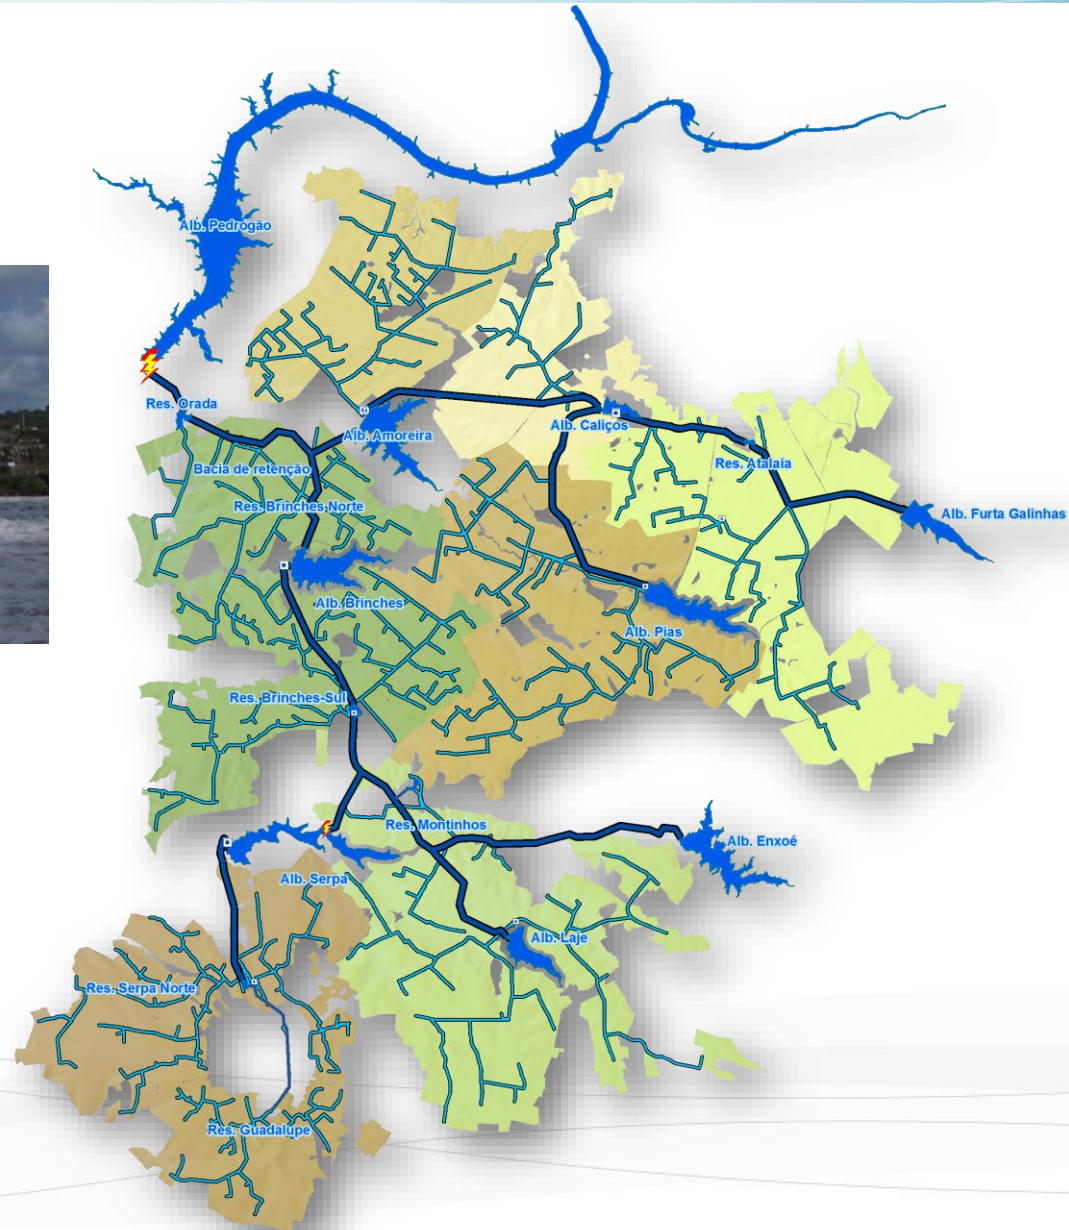 Alb. Pedrogão
Res. Orada
Alb. Amoreira
Alb. Caliços
Bacia de retenção
Res. Atalaia
Res. Brinches Norte
Alb. Furta Galinhas
Alb. Brinches
Alb. Pias
Res. Brinches-Sul
Res. Montinhos
Alb. Enxoé
Alb. Serpa
Alb. Laje
Res. Serpa Norte
Res. Guadalupe